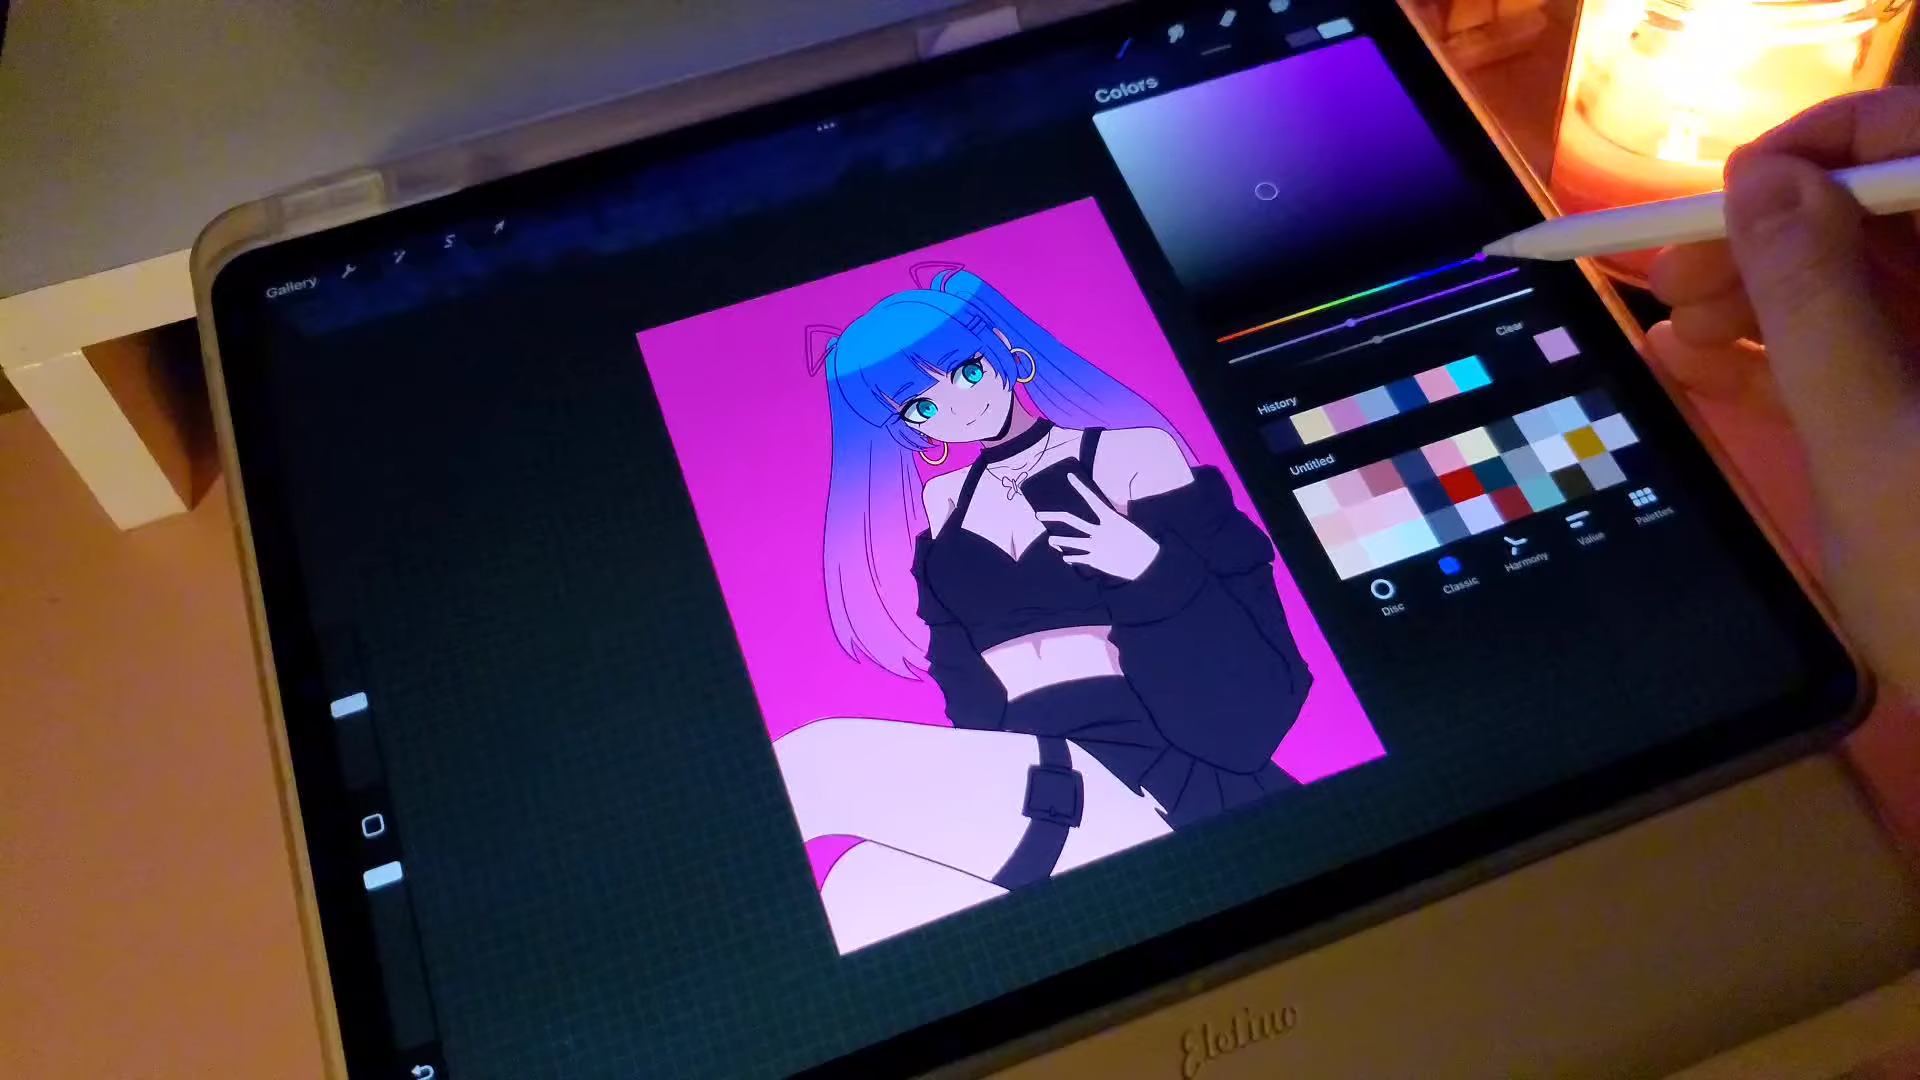 Gallery
Colors
Clear
History
Untitled
Disc
Classic
Harmony
Value
Palettes